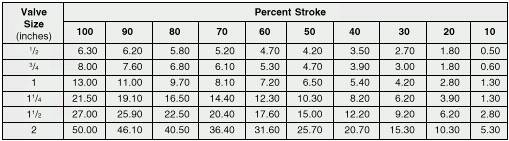 Valve Size (inches) Percent Stroke
100 90 80 70 60 50 40 30 20 10
1/2 6.30 6.20 5.80 5.20 4.70 4.20 3.50 2.70 1.80 0.50
3/4 8.00 7.60 6.80 6.10 5.30 4.70 3.90 3.00 1.80 0.60
1 13.00 11.00 9.70 8.10 7.20 6.50 5.40 4.20 2.80 1.30
1 1/4 21.50 19.10 16.50 14.40 12.30 10.30 8.20 6.20 3.90 1.30
1 1/2 27.00 25.90 22.50 20.40 17.60 15.00 12.20 9.20 6.20 2.80
2 50.00 46.10 40.50 36.40 31.60 25.70 20.70 15.30 10.30 5.30